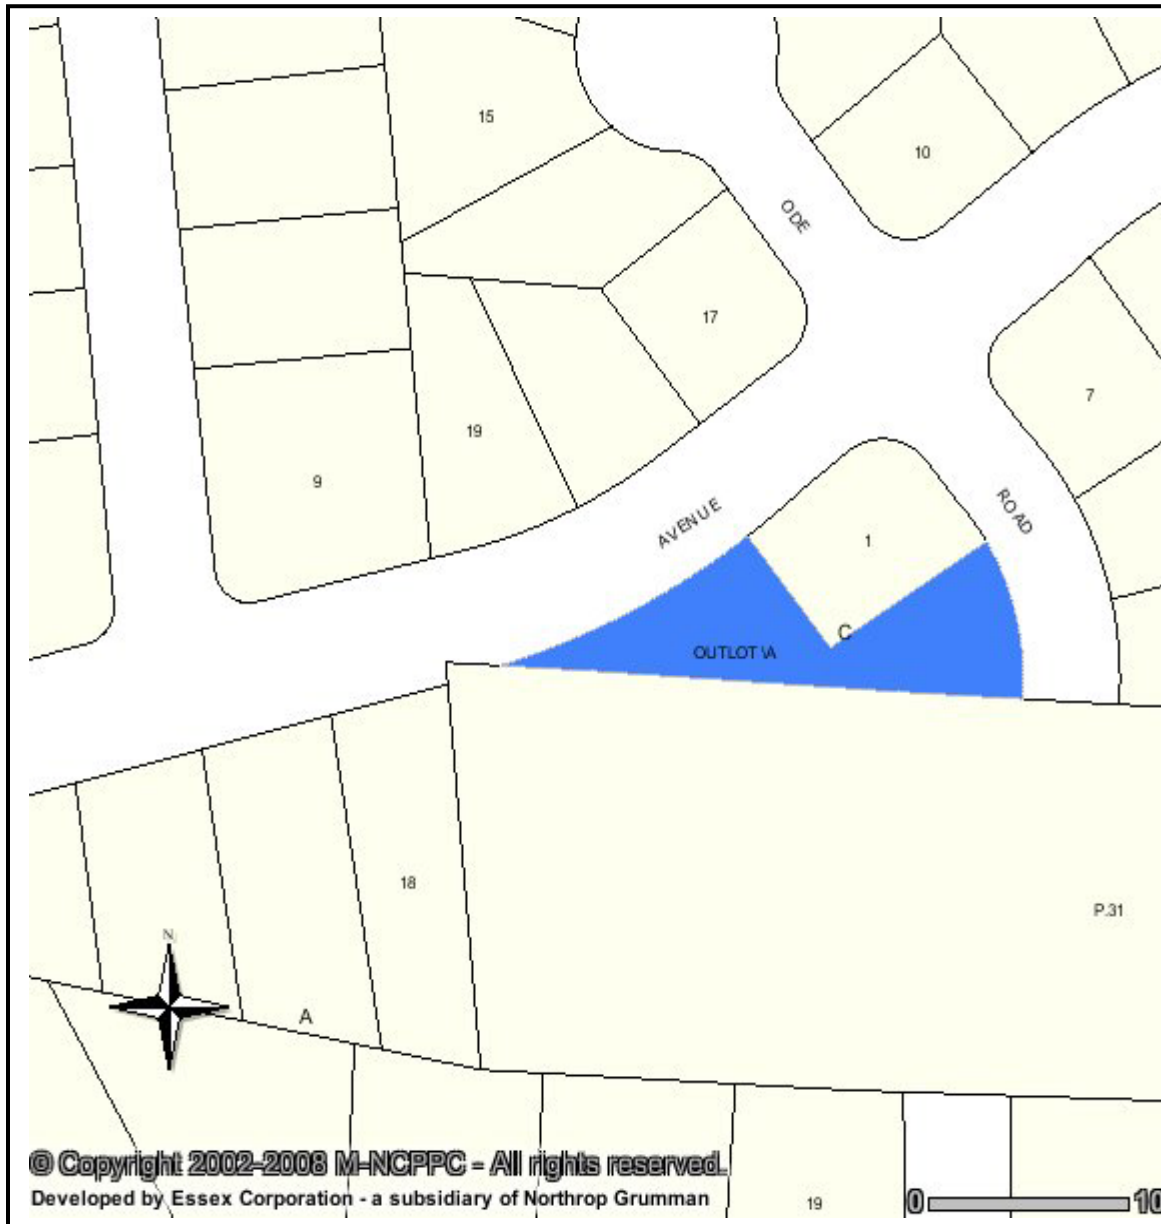 15
10
ODE
17
7
19
9
AVENUE
ROAD
1
C
OUTLOT \A
18
P.31
N
A
© Copyright 2002-2008 M-NCPPC - All rights reserved.
Developed by Essex Corporation - a subsidiary of Northrop Grumman
19
0
10